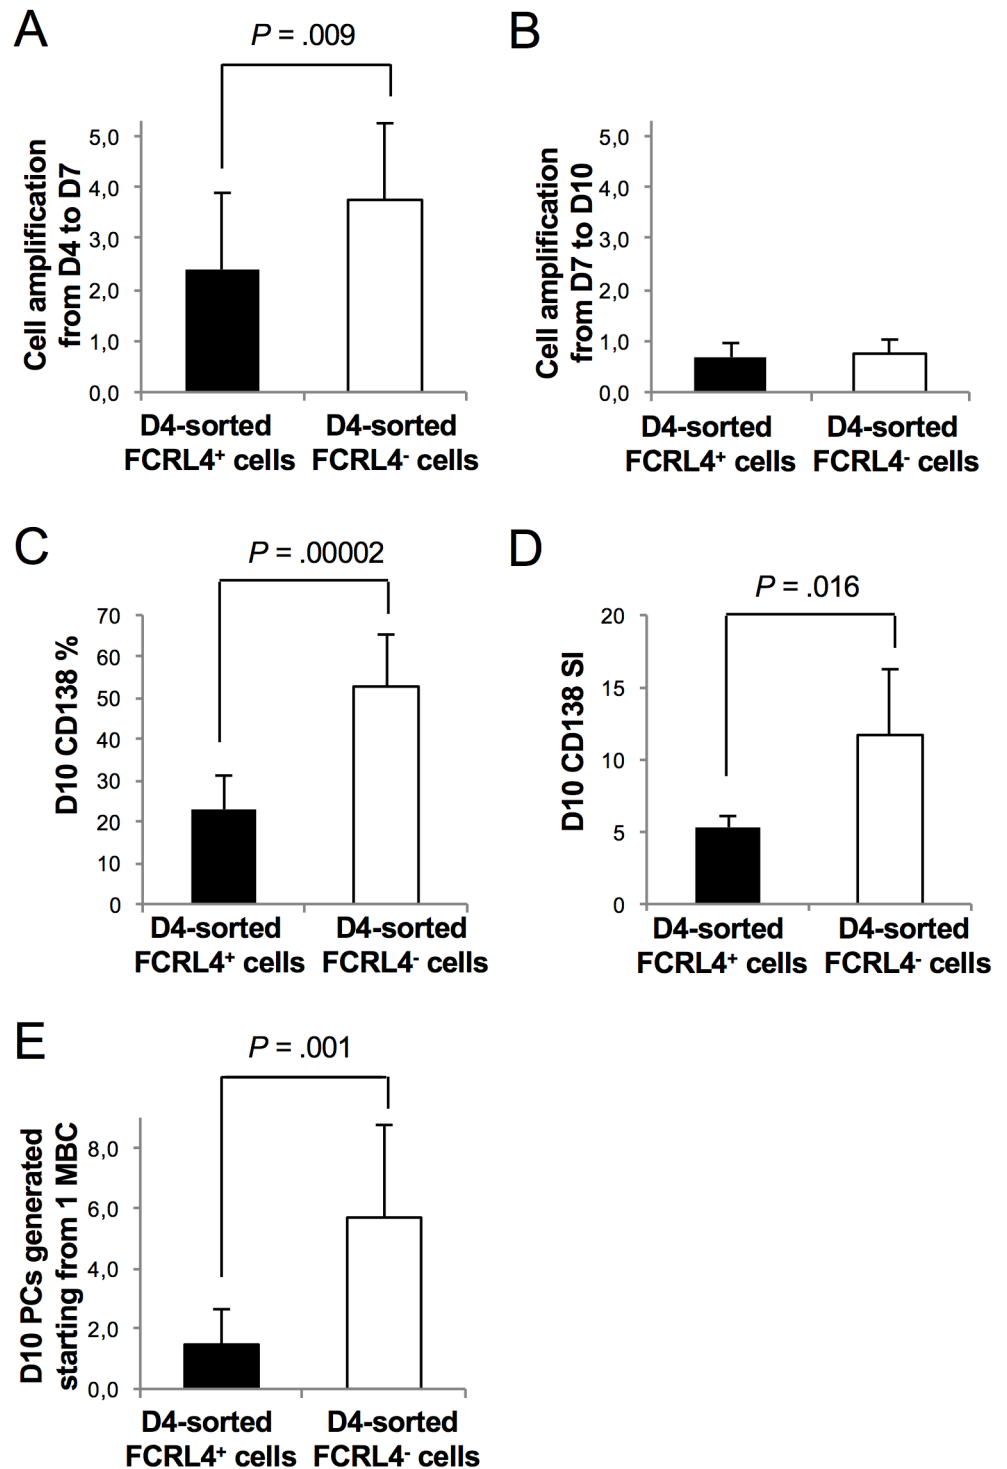 A
P = .009
Cell amplification
from D4 to D7
5,0
4,0
3,0
2,0
1,0
0,0
D4-sorted
FCRL4⁺ cells
D4-sorted
FCRL4⁻ cells
B
Cell amplification
from D7 to D10
5,0
4,0
3,0
2,0
1,0
0,0
D4-sorted
FCRL4⁺ cells
D4-sorted
FCRL4⁻ cells
C
P = .00002
D10 CD138 %
70
60
50
40
30
20
10
0
D4-sorted
FCRL4⁺ cells
D4-sorted
FCRL4⁻ cells
D
P = .016
D10 CD138 SI
20
15
10
5
0
D4-sorted
FCRL4⁺ cells
D4-sorted
FCRL4⁻ cells
E
P = .001
D10 PCs generated
starting from 1 MBC
8,0
6,0
4,0
2,0
0,0
D4-sorted
FCRL4⁺ cells
D4-sorted
FCRL4⁻ cells